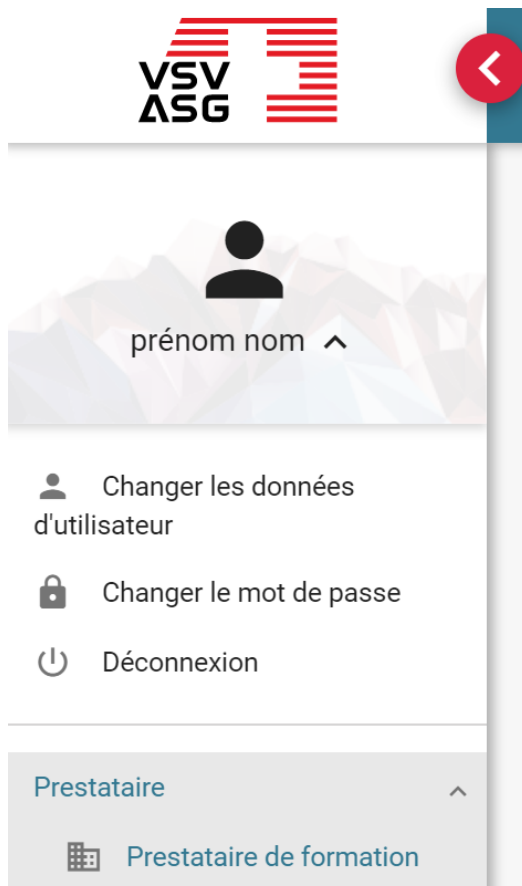 VSV
ASG
prénom nom
Changer les données
d'utilisateur
Changer le mot de passe
Déconnexion
Prestataire
Prestataire de formation